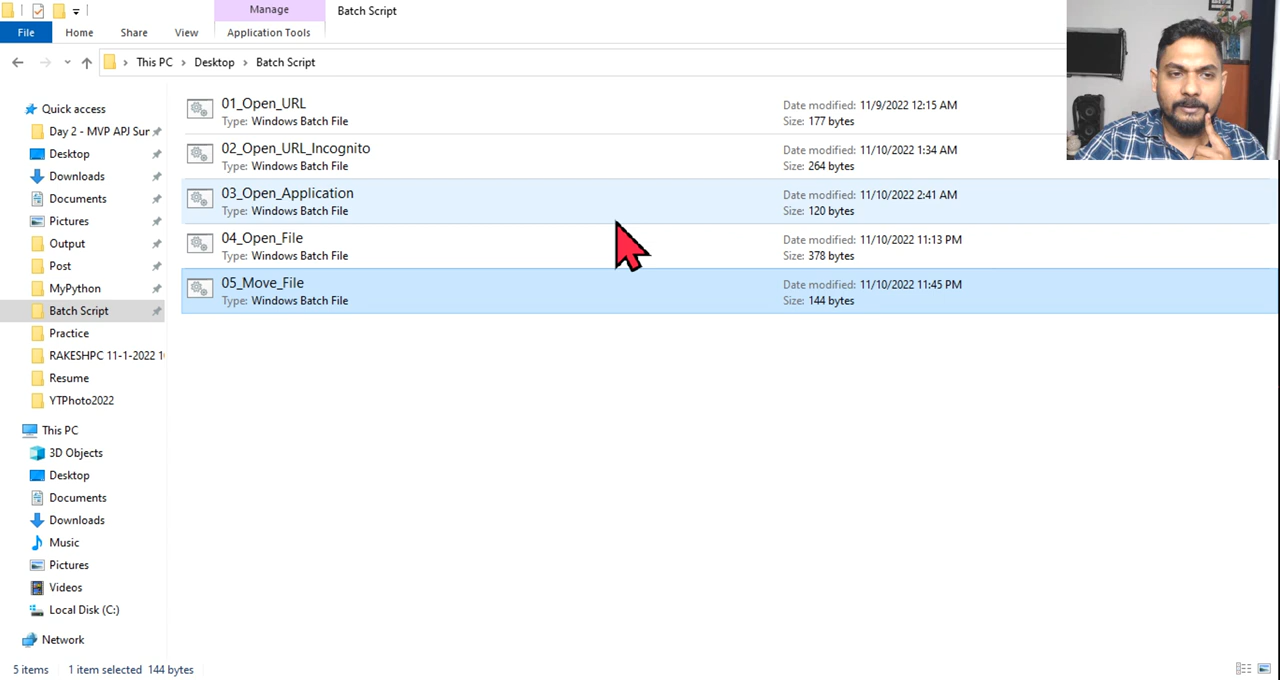 Manage
Batch Script
File
Home
Share
View
Application Tools
This PC
Desktop
Batch Script
Quick access
Day 2 - MVP APJ Sur
Desktop
Downloads
Documents
Pictures
Output
Post
MyPython
Batch Script
Practice
RAKESHPC 11-1-2022 1
Resume
YTPhoto2022
This PC
3D Objects
Desktop
Documents
Downloads
Music
Pictures
Videos
Local Disk (C:)
Network
01_Open_URL
Date modified: 11/9/2022 12:15 AM
Type: Windows Batch File
Size: 177 bytes
02_Open_URL_Incognito
Date modified: 11/10/2022 1:34 AM
Type: Windows Batch File
Size: 264 bytes
03_Open_Application
Date modified: 11/10/2022 2:41 AM
Type: Windows Batch File
Size: 120 bytes
04_Open_File
Date modified: 11/10/2022 11:13 PM
Type: Windows Batch File
Size: 378 bytes
05_Move_File
Date modified: 11/10/2022 11:45 PM
Type: Windows Batch File
Size: 144 bytes
5 items
1 item selected 144 bytes